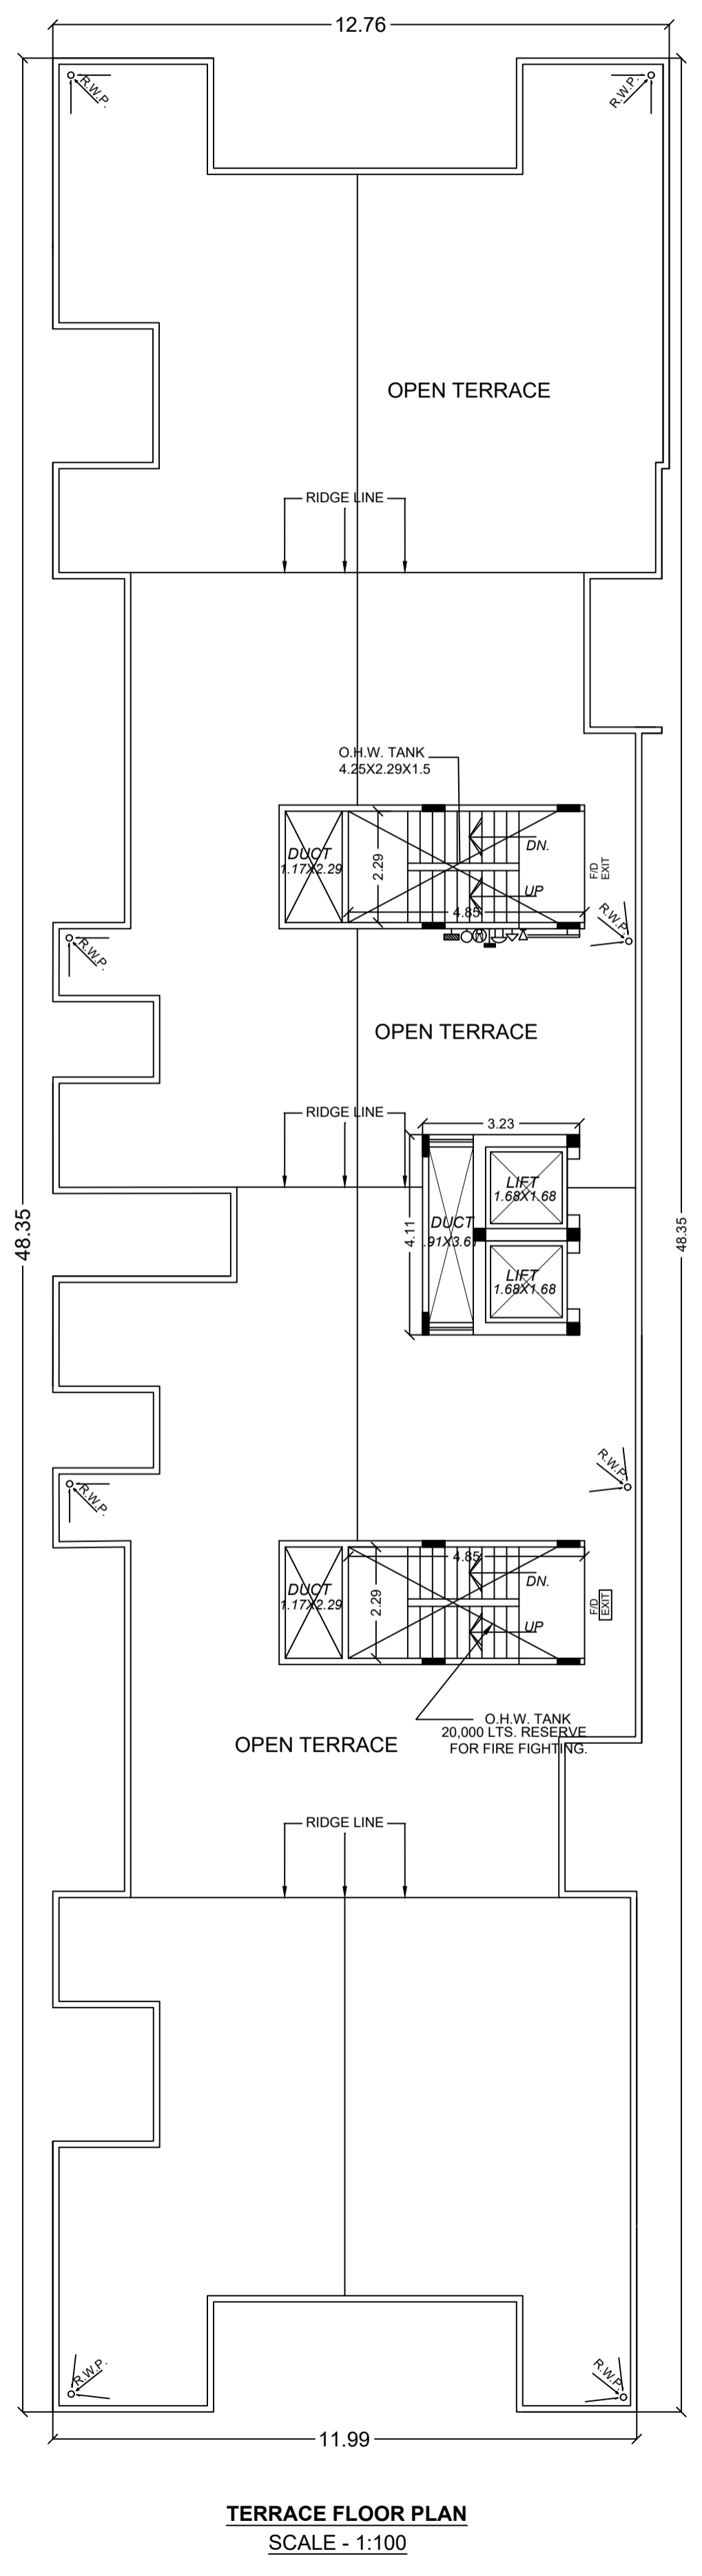 12.76
R.W.P.
R.W.P.
OPEN TERRACE
RIDGE LINE
O.H.W. TANK
4.25X2.29X1.5
DUCT
1.17X2.29
2.29
DN.
UP
4.85
F/D
EXIT
R.W.P.
R.W.P.
OPEN TERRACE
RIDGE LINE
3.23
LIFT
1.68X1.68
DUCT
4.11
48.35
48.35
LIFT
1.68X1.68
R.W.P.
R.W.P.
4.85
DUCT
1.17X2.29
2.29
DN.
UP
F/D
EXIT
O.H.W. TANK
20,000 LTS. RESERVE
FOR FIRE FIGHTING.
OPEN TERRACE
RIDGE LINE
R.W.P.
R.W.P.
11.99
TERRACE FLOOR PLAN
SCALE - 1:100